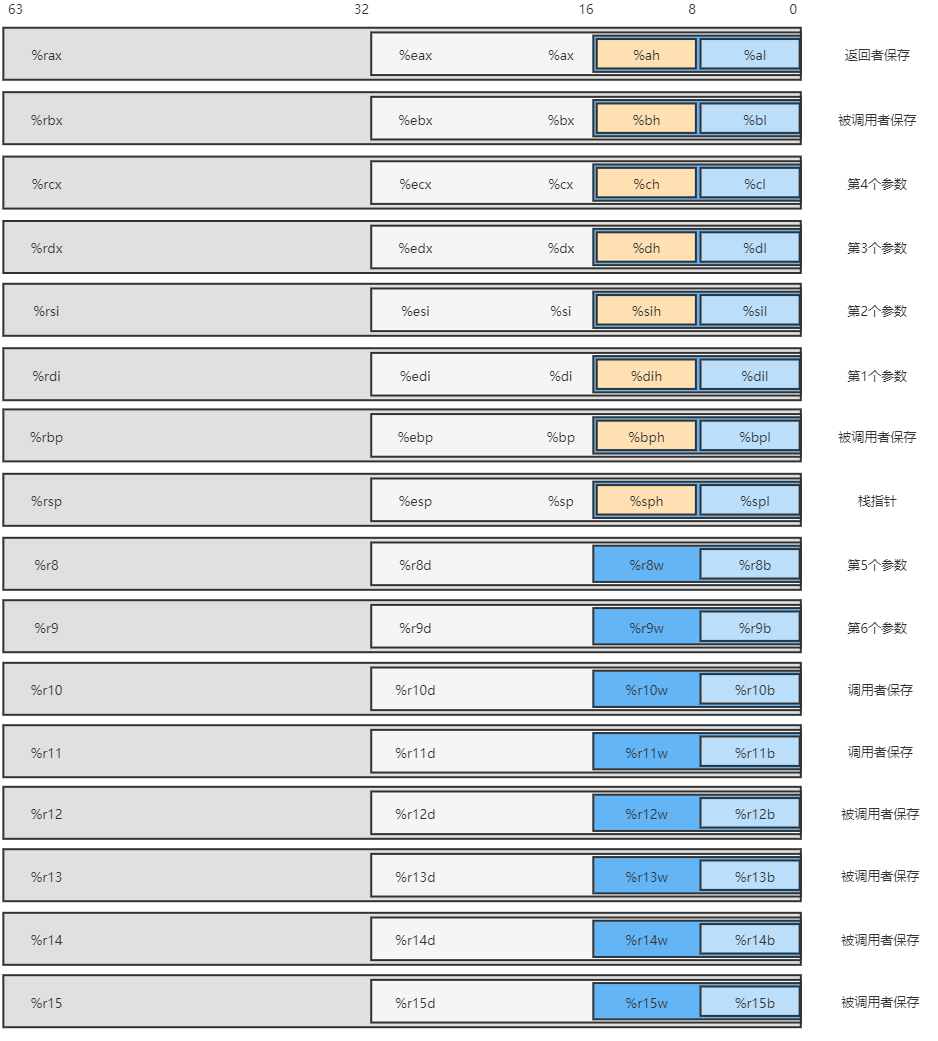 63 32 16 8 0
%rax %eax %ax %ah %al 返回者保存
%rbx %ebx %bx %bh %bl 被调用者保存
%rcx %ecx %cx %ch %cl 第4个参数
%rdx %edx %dx %dh %dl 第3个参数
%rsi %esi %si %sih %sil 第2个参数
%rdi %edi %di %dih %dil 第1个参数
%rbp %ebp %bp %bph %bpl 被调用者保存
%rsp %esp %sp %sph %spl 栈指针
%r8 %r8d %r8w %r8b 第5个参数
%r9 %r9d %r9w %r9b 第6个参数
%r10 %r10d %r10w %r10b 调用者保存
%r11 %r11d %r11w %r11b 调用者保存
%r12 %r12d %r12w %r12b 被调用者保存
%r13 %r13d %r13w %r13b 被调用者保存
%r14 %r14d %r14w %r14b 被调用者保存
%r15 %r15d %r15w %r15b 被调用者保存